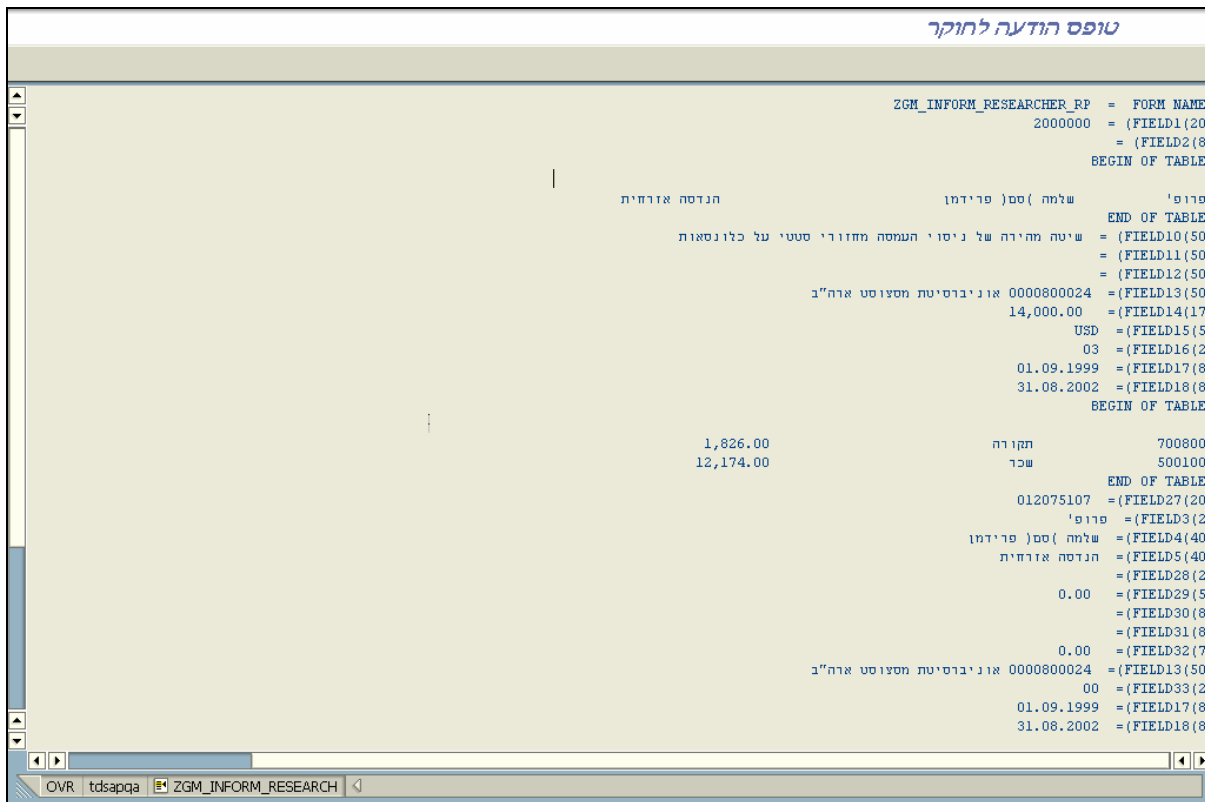 טופס הודעה לחוקר
ZGM_INFORM_RESEARCHER_RP = FORM NAME
2000000 = (FIELD1(20
= (FIELD2(8
BEGIN OF TABLE
פרופ' שלמה )סם( פרידמן הנדסה אזרחית
END OF TABLE
(FIELD10(50 = שיטה מהירה של ניסוי העמסה מחזורי סטטי על כלונסאות
= (FIELD11(50
= (FIELD12(50
(FIELD13(50 = 0000800024 אוניברסיטת מסצוסט ארה"ב
14,000.00 =(FIELD14(17
USD =(FIELD15(5
03 =(FIELD16(2
01.09.1999 =(FIELD17(8
31.08.2002 =(FIELD18(8
BEGIN OF TABLE
700800 תקורה 1,826.00
500100 שכר 12,174.00
END OF TABLE
012075107 =(FIELD27(20
(FIELD3(2 = פרופ'
(FIELD4(40 = שלמה )סם( פרידמן
(FIELD5(40 = הנדסה אזרחית
=(FIELD28(2
0.00 =(FIELD29(5
=(FIELD30(8
=(FIELD31(8
0.00 =(FIELD32(7
(FIELD13(50 = 0000800024 אוניברסיטת מסצוסט ארה"ב
00 =(FIELD33(2
01.09.1999 =(FIELD17(8
31.08.2002 =(FIELD18(8
OVR tdsapqa ZGM_INFORM_RESEARCH